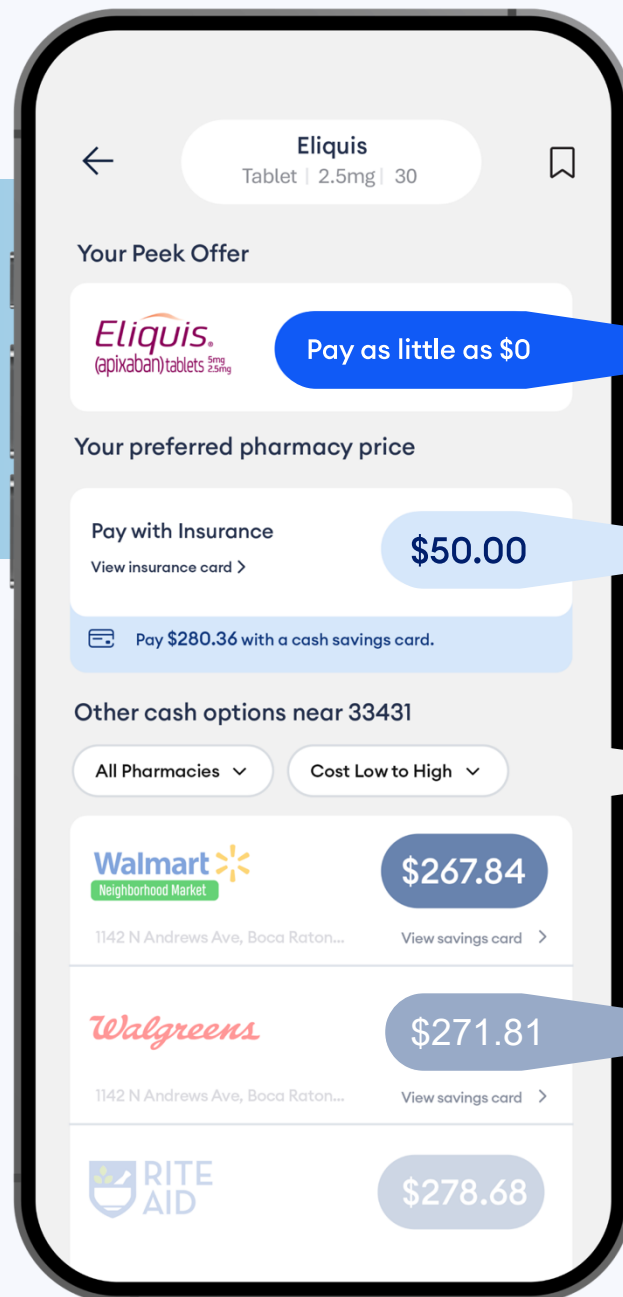 Eliquis
Tablet | 2.5mg | 30
Your Peek Offer
Eliquis.
(apixaban) tablets 5mg 2.5mg
Pay as little as $0
Your preferred pharmacy price
Pay with Insurance
$50.00
View insurance card >
Pay $280.36 with a cash savings card.
Other cash options near 33431
All Pharmacies
Cost Low to High
Walmart
Neighborhood Market
$267.84
1142 N Andrews Ave, Boca Raton...
View savings card >
Walgreens
$271.81
1142 N Andrews Ave, Boca Raton...
View savings card >
RITE
AID
$278.68